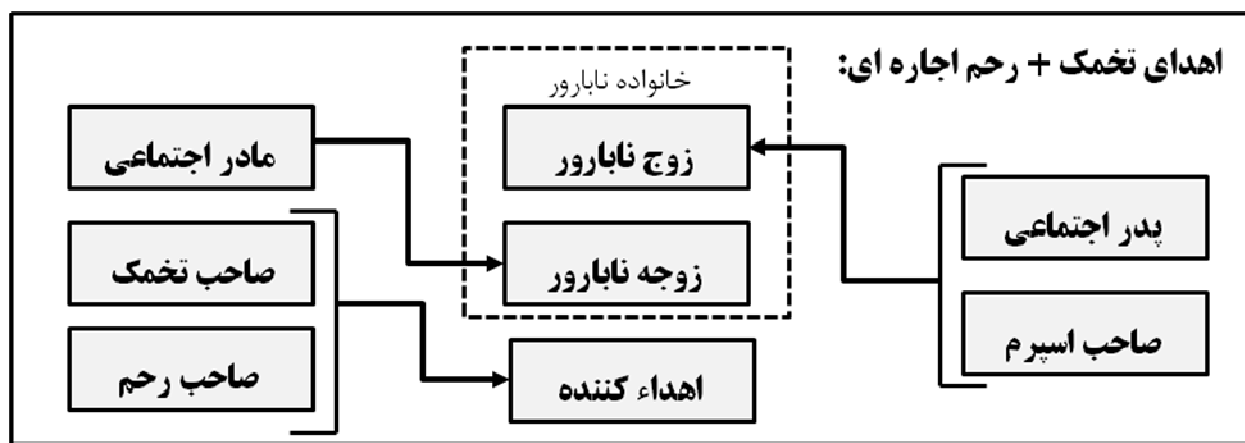 اهدای تخمک + رحم اجاره ای:
خانواده نابارور
پدر اجتماعی
صاحب اسپرم
زوج نابارور
زوجه نابارور
اهداء کننده
مادر اجتماعی
صاحب تخمک
صاحب رحم